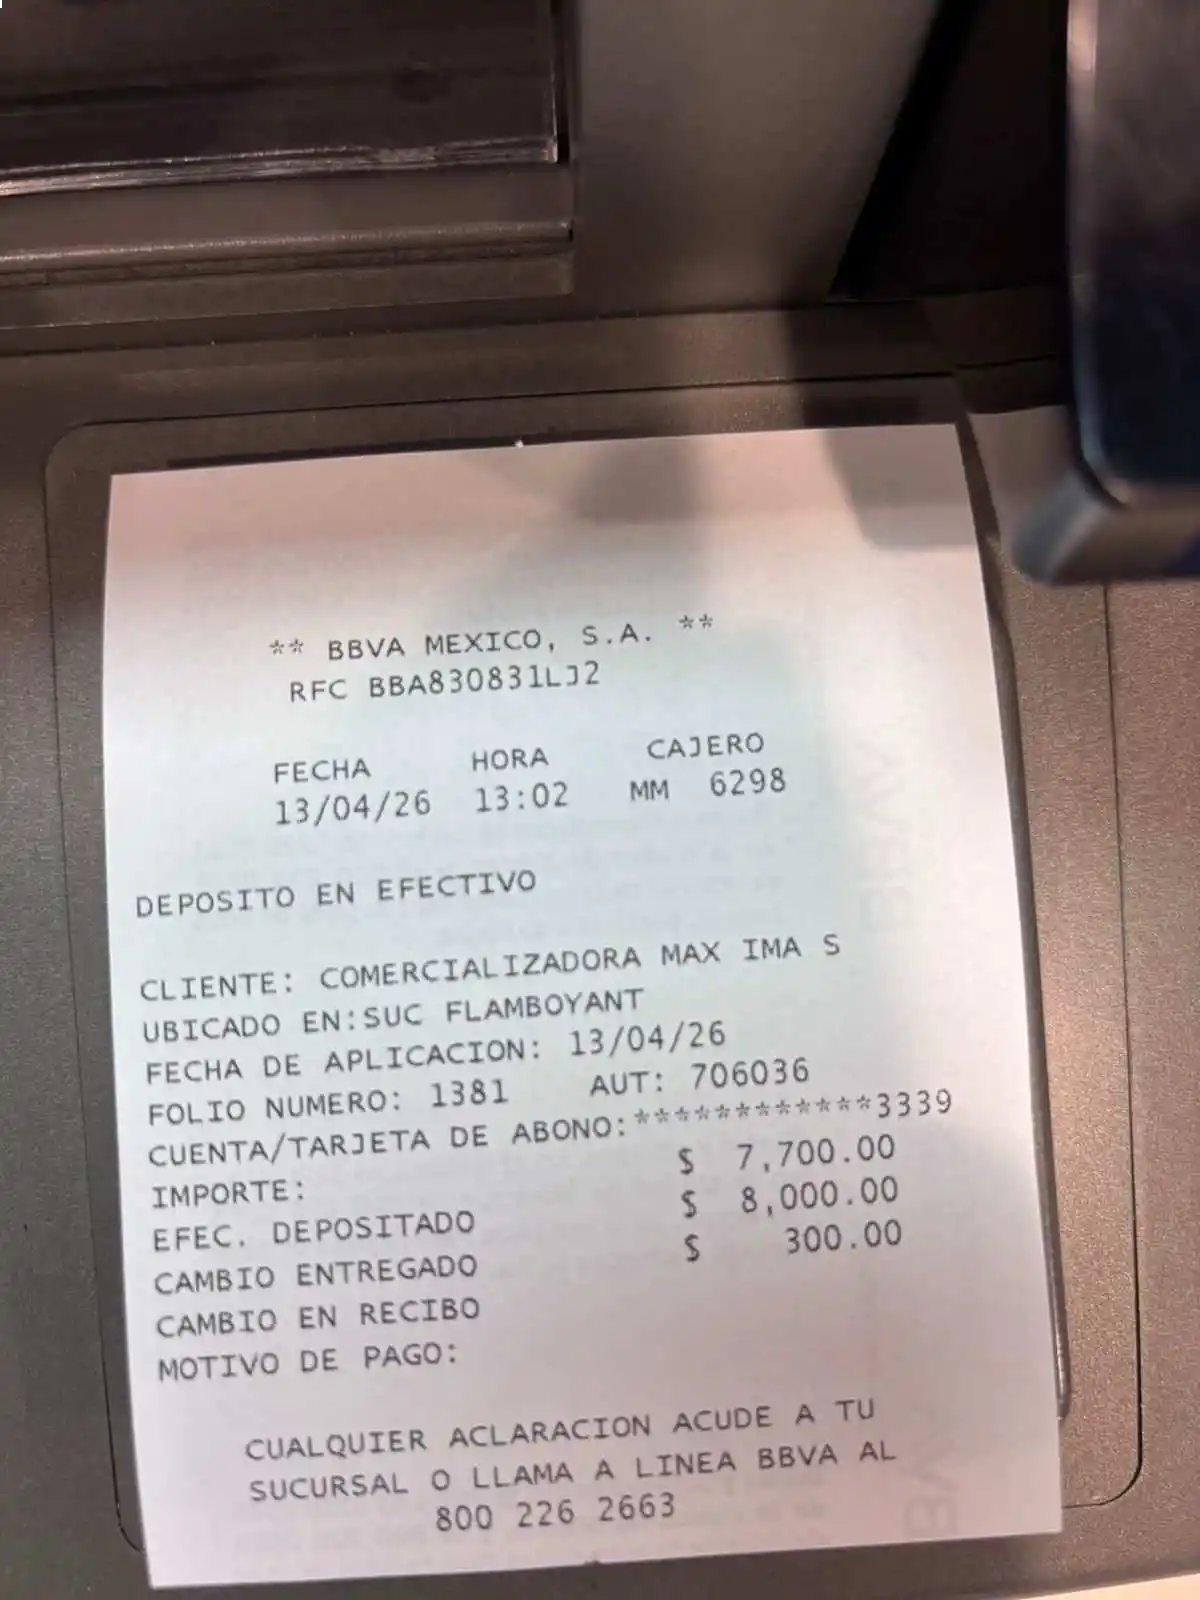 ** BBVA MEXICO, S.A. **
RFC BBA830831LJ2
FECHA HORA CAJERO
13/04/26 13:02 MM 6298
DEPOSITO EN EFECTIVO
CLIENTE: COMERCIALIZADORA MAX IMA S
UBICADO EN:SUC FLAMBOYANT
FECHA DE APLICACION: 13/04/26
FOLIO NUMERO: 1381 AUT: 706036
CUENTA/TARJETA DE ABONO:************3339
IMPORTE: $ 7,700.00
EFEC. DEPOSITADO $ 8,000.00
CAMBIO ENTREGADO $ 300.00
CAMBIO EN RECIBO
MOTIVO DE PAGO:
CUALQUIER ACLARACION ACUDE A TU
SUCURSAL O LLAMA A LINEA BBVA AL
800 226 2663